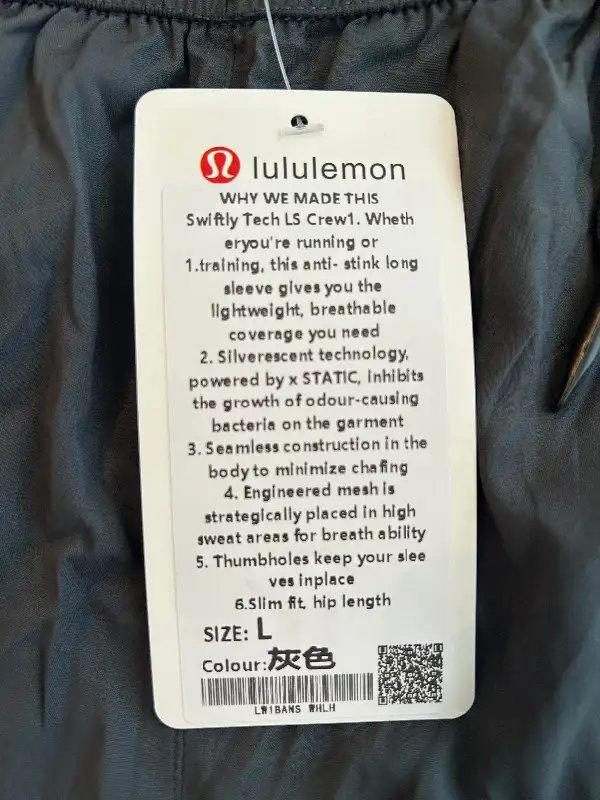 lululemon
WHY WE MADE THIS
Swiftly Tech LS Crew1. Wheth
eryou're running or
1.training, this anti- stink long
sleeve gives you the
lightweight, breathable
coverage you need
2. Silverescent technology,
powered by x STATIC, inhibits
the growth of odour-causing
bacteria on the garment
3. Seamless construction in the
body to minimize chafing
4. Engineered mesh is
strategically placed in high
sweat areas for breath ability
5. Thumbholes keep your slee
ves inplace
6.Slim fit, hip length
SIZE: L
Colour:灰色
LW1BANS WHLH